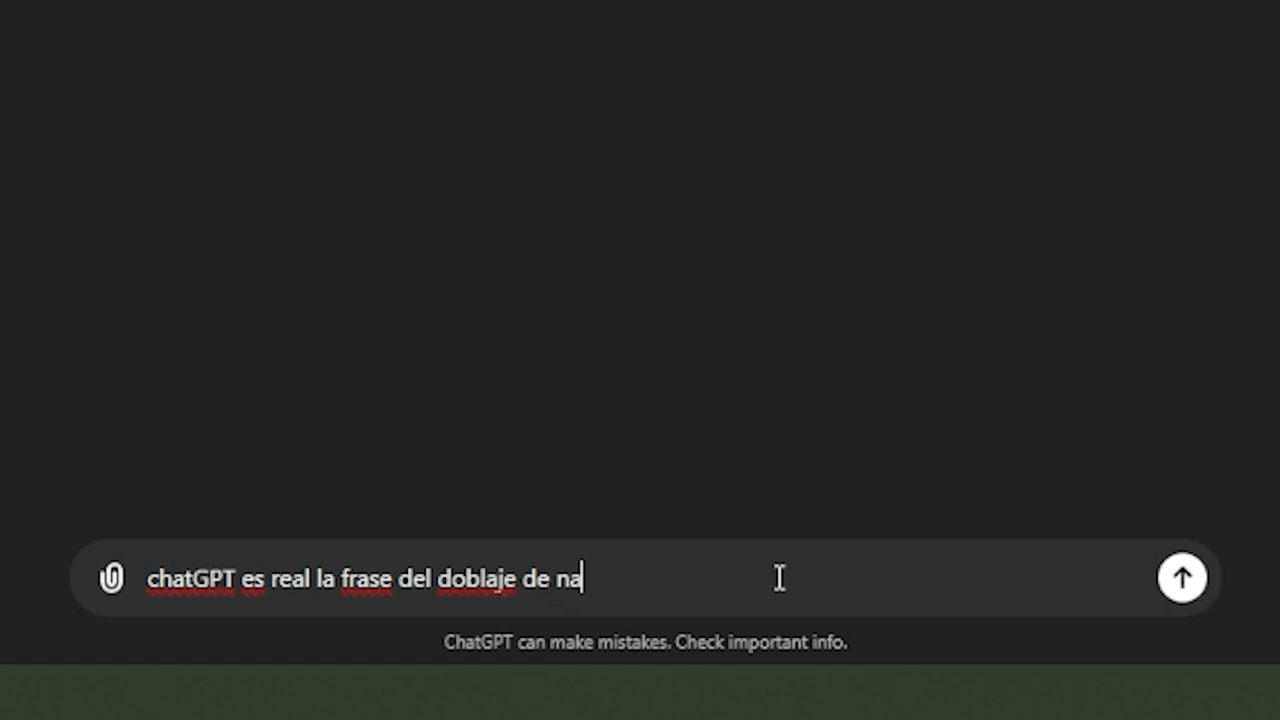 chatGPT es real la frase del doblaje de na
ChatGPT can make mistakes. Check important info.